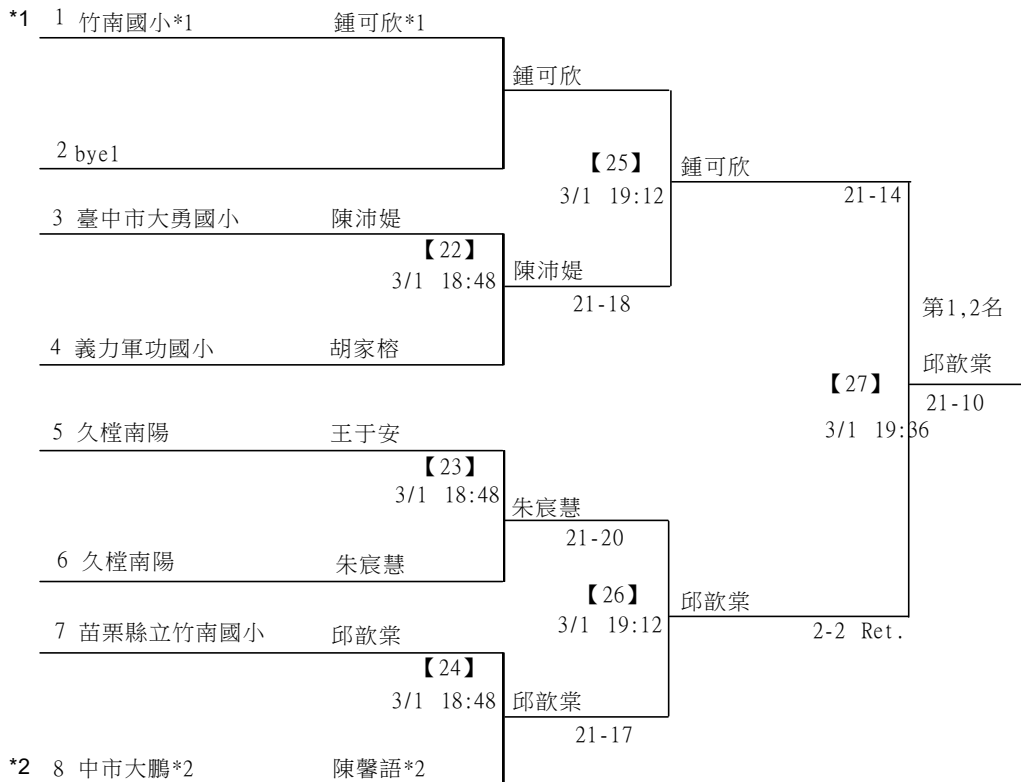 *1 1 竹南國小*1 鍾可欣*1
鍾可欣
2 bye1
【25】 鍾可欣
3/1 19:12 21-14
3 臺中市大勇國小 陳沛媞
【22】
3/1 18:48 陳沛媞
21-18
第1,2名
4 義力軍功國小 胡家榕
邱歆棠
【27】
21-10
5 久樘南陽 王于安
3/1 19:36
【23】
3/1 18:48 朱宸慧
21-20
6 久樘南陽 朱宸慧
【26】 邱歆棠
3/1 19:12 2-2 Ret.
7 苗栗縣立竹南國小 邱歆棠
【24】
3/1 18:48 邱歆棠
21-17
*2 8 中市大鵬*2 陳馨語*2